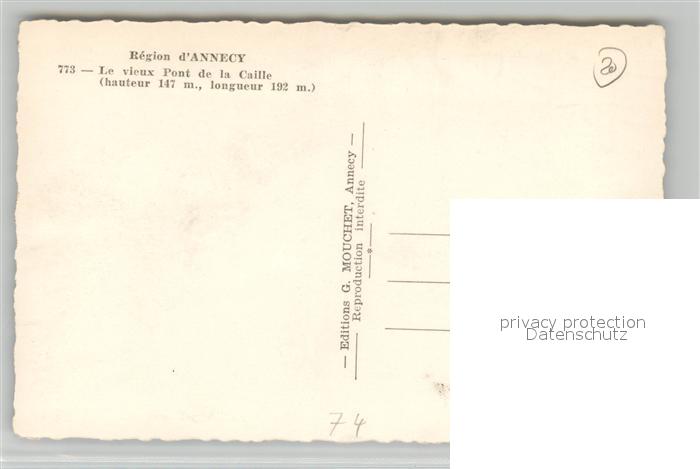 Région d'ANNECY
773 — Le vieux Pont de la Caille
(hauteur 147 m., longueur 192 m.)
20
— Editions G. MOUCHET, Annecy —
Reproduction interdite
*
privacy protection
Datenschutz
74